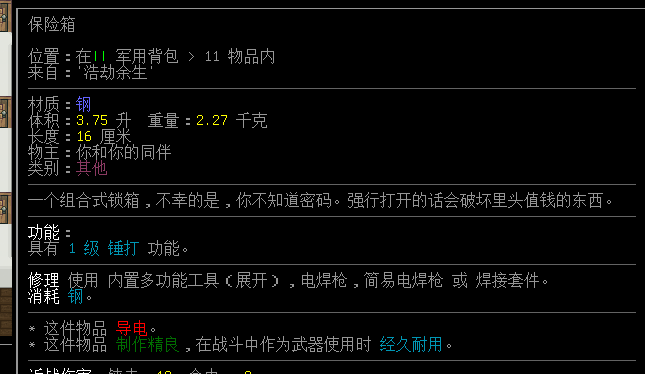 保险箱
位置：在|| 军用背包 > 11 物品内
来自：'浩劫余生'
材质：钢
体积：3.75 升  重量：2.27 千克
长度：16 厘米
物主：你和你的同伴
类别：其他
一个组合式锁箱，不幸的是，你不知道密码。强行打开的话会破坏里头值钱的东西。
功能：
具有 1 级 锤打 功能。
修理 使用 内置多功能工具（展开），电焊枪，简易电焊枪 或 焊接套件。
消耗 钢。
* 这件物品 导电。
* 这件物品 制作精良，在战斗中作为武器使用时 经久耐用。